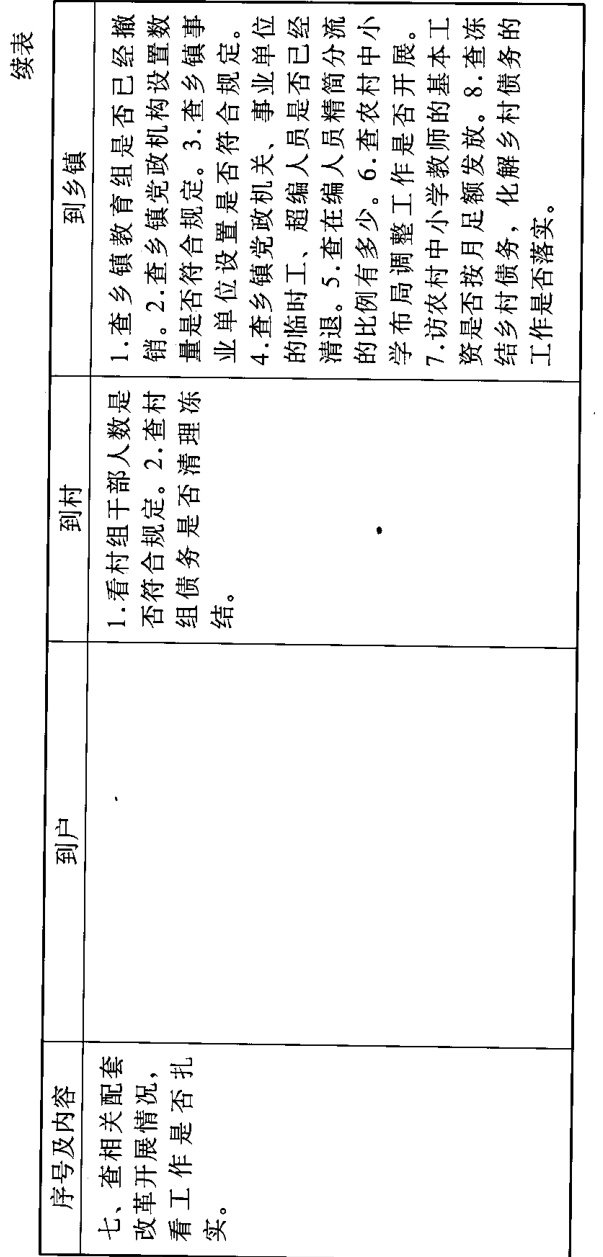 续表
序号及内容
到户
到村
到乡镇
七、查相关配套
改革开展情况，
看工作是否扎
实。
1.看村组干部人数是
否符合规定。2.查村
组债务是否清理冻
结。
1.查乡镇教育组是否已经撤
销。2.查乡镇党政机构设置数
量是否符合规定。3.查乡镇事
业单位设置是否符合规定。
4.查乡镇党政机关、事业单位
的临时工、超编人员是否已经
清退。5.查在编人员精简分流
的比例有多少。6.查农村中小
学布局调整工作是否开展。
7.访农村中小学教师的基本工
资是否按月足额发放。8.查冻
结乡村债务，化解乡村债务的
工作是否落实。